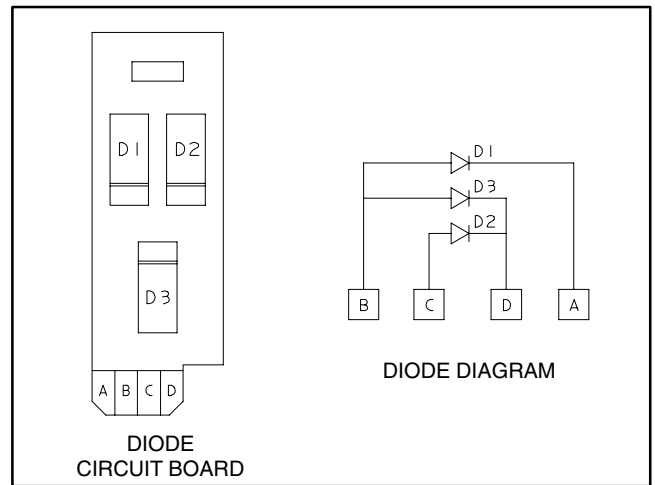 D1 D2
D3
A B C D
DIODE
CIRCUIT BOARD
D1
D3
D2
B C D A
DIODE DIAGRAM